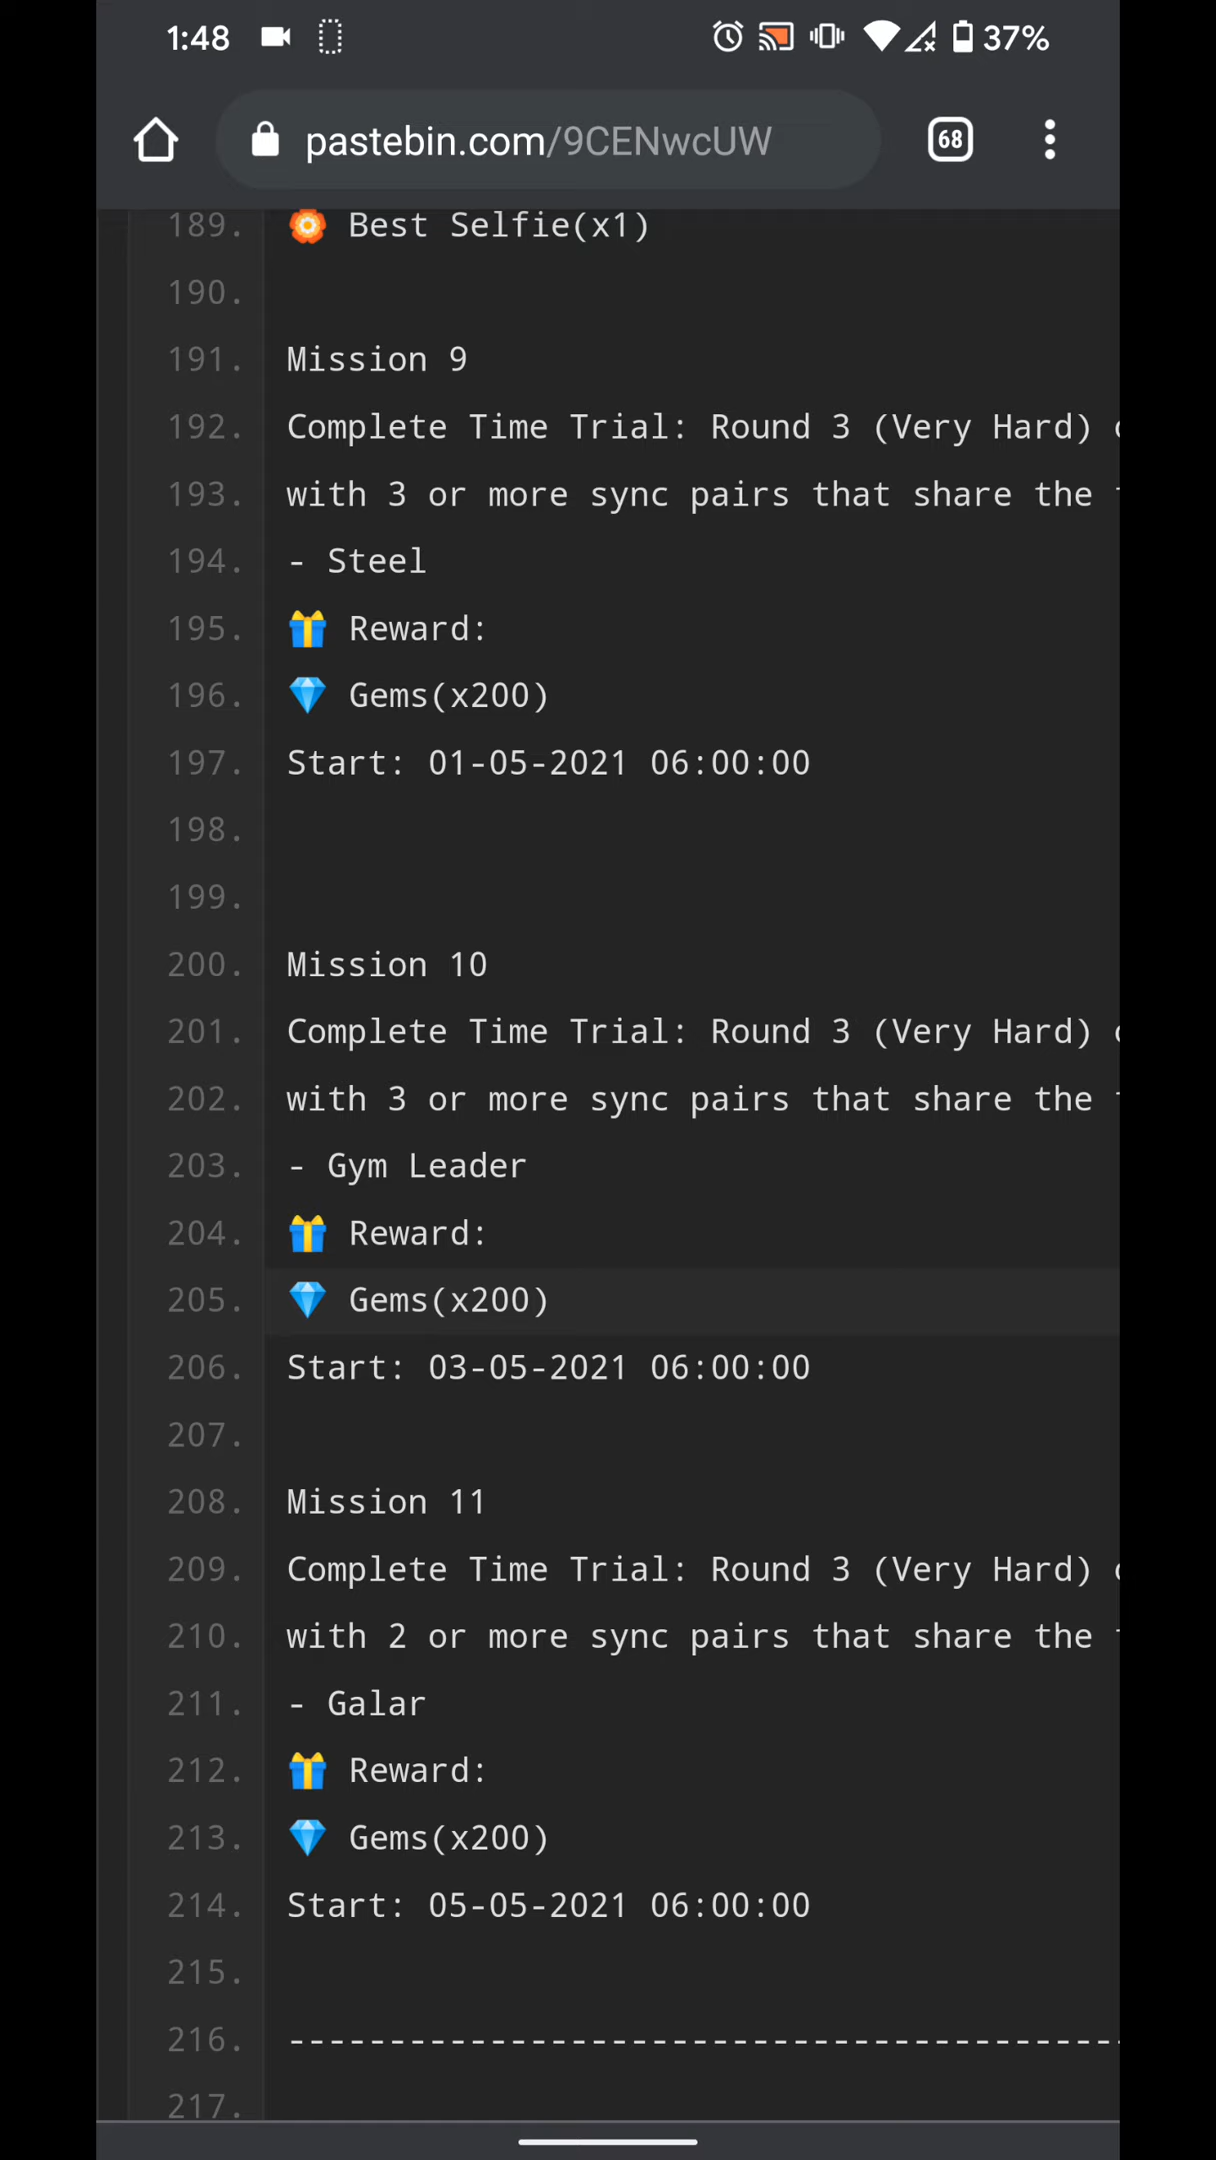 1:48 37%
pastebin.com/9CENwcUW 68
189. Best Selfie(x1)
190.
191. Mission 9
192. Complete Time Trial: Round 3 (Very Hard)
193. with 3 or more sync pairs that share the
194. - Steel
195. Reward:
196. Gems(x200)
197. Start: 01-05-2021 06:00:00
198.
199.
200. Mission 10
201. Complete Time Trial: Round 3 (Very Hard)
202. with 3 or more sync pairs that share the
203. - Gym Leader
204. Reward:
205. Gems(x200)
206. Start: 03-05-2021 06:00:00
207.
208. Mission 11
209. Complete Time Trial: Round 3 (Very Hard)
210. with 2 or more sync pairs that share the
211. - Galar
212. Reward:
213. Gems(x200)
214. Start: 05-05-2021 06:00:00
215.
216. -----------------------------------------
217.